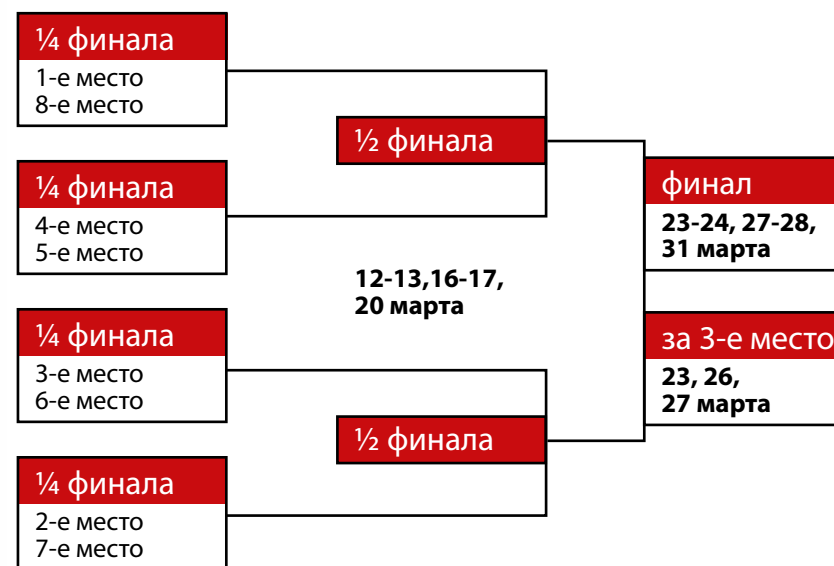 ¼ финала
1-е место
8-е место
¼ финала
4-е место
5-е место
½ финала
12-13,16-17,
20 марта
¼ финала
3-е место
6-е место
½ финала
¼ финала
2-е место
7-е место
финал
23-24, 27-28,
31 марта
за 3-е место
23, 26,
27 марта